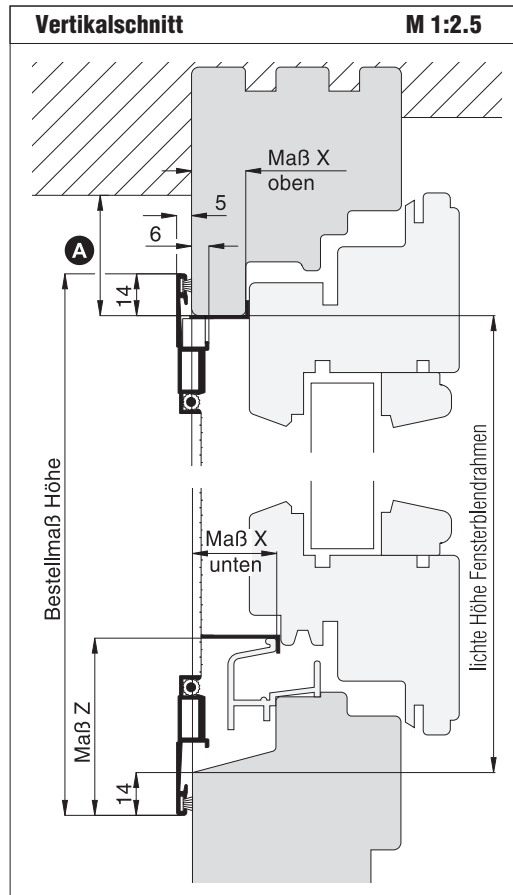 Vertikalschnitt M 1:2.5
Maß X
oben
5
6
A
14
Bestellmaß Höhe
lichte Höhe Fensterblendrahmen
Maß X
unten
Maß Z
14